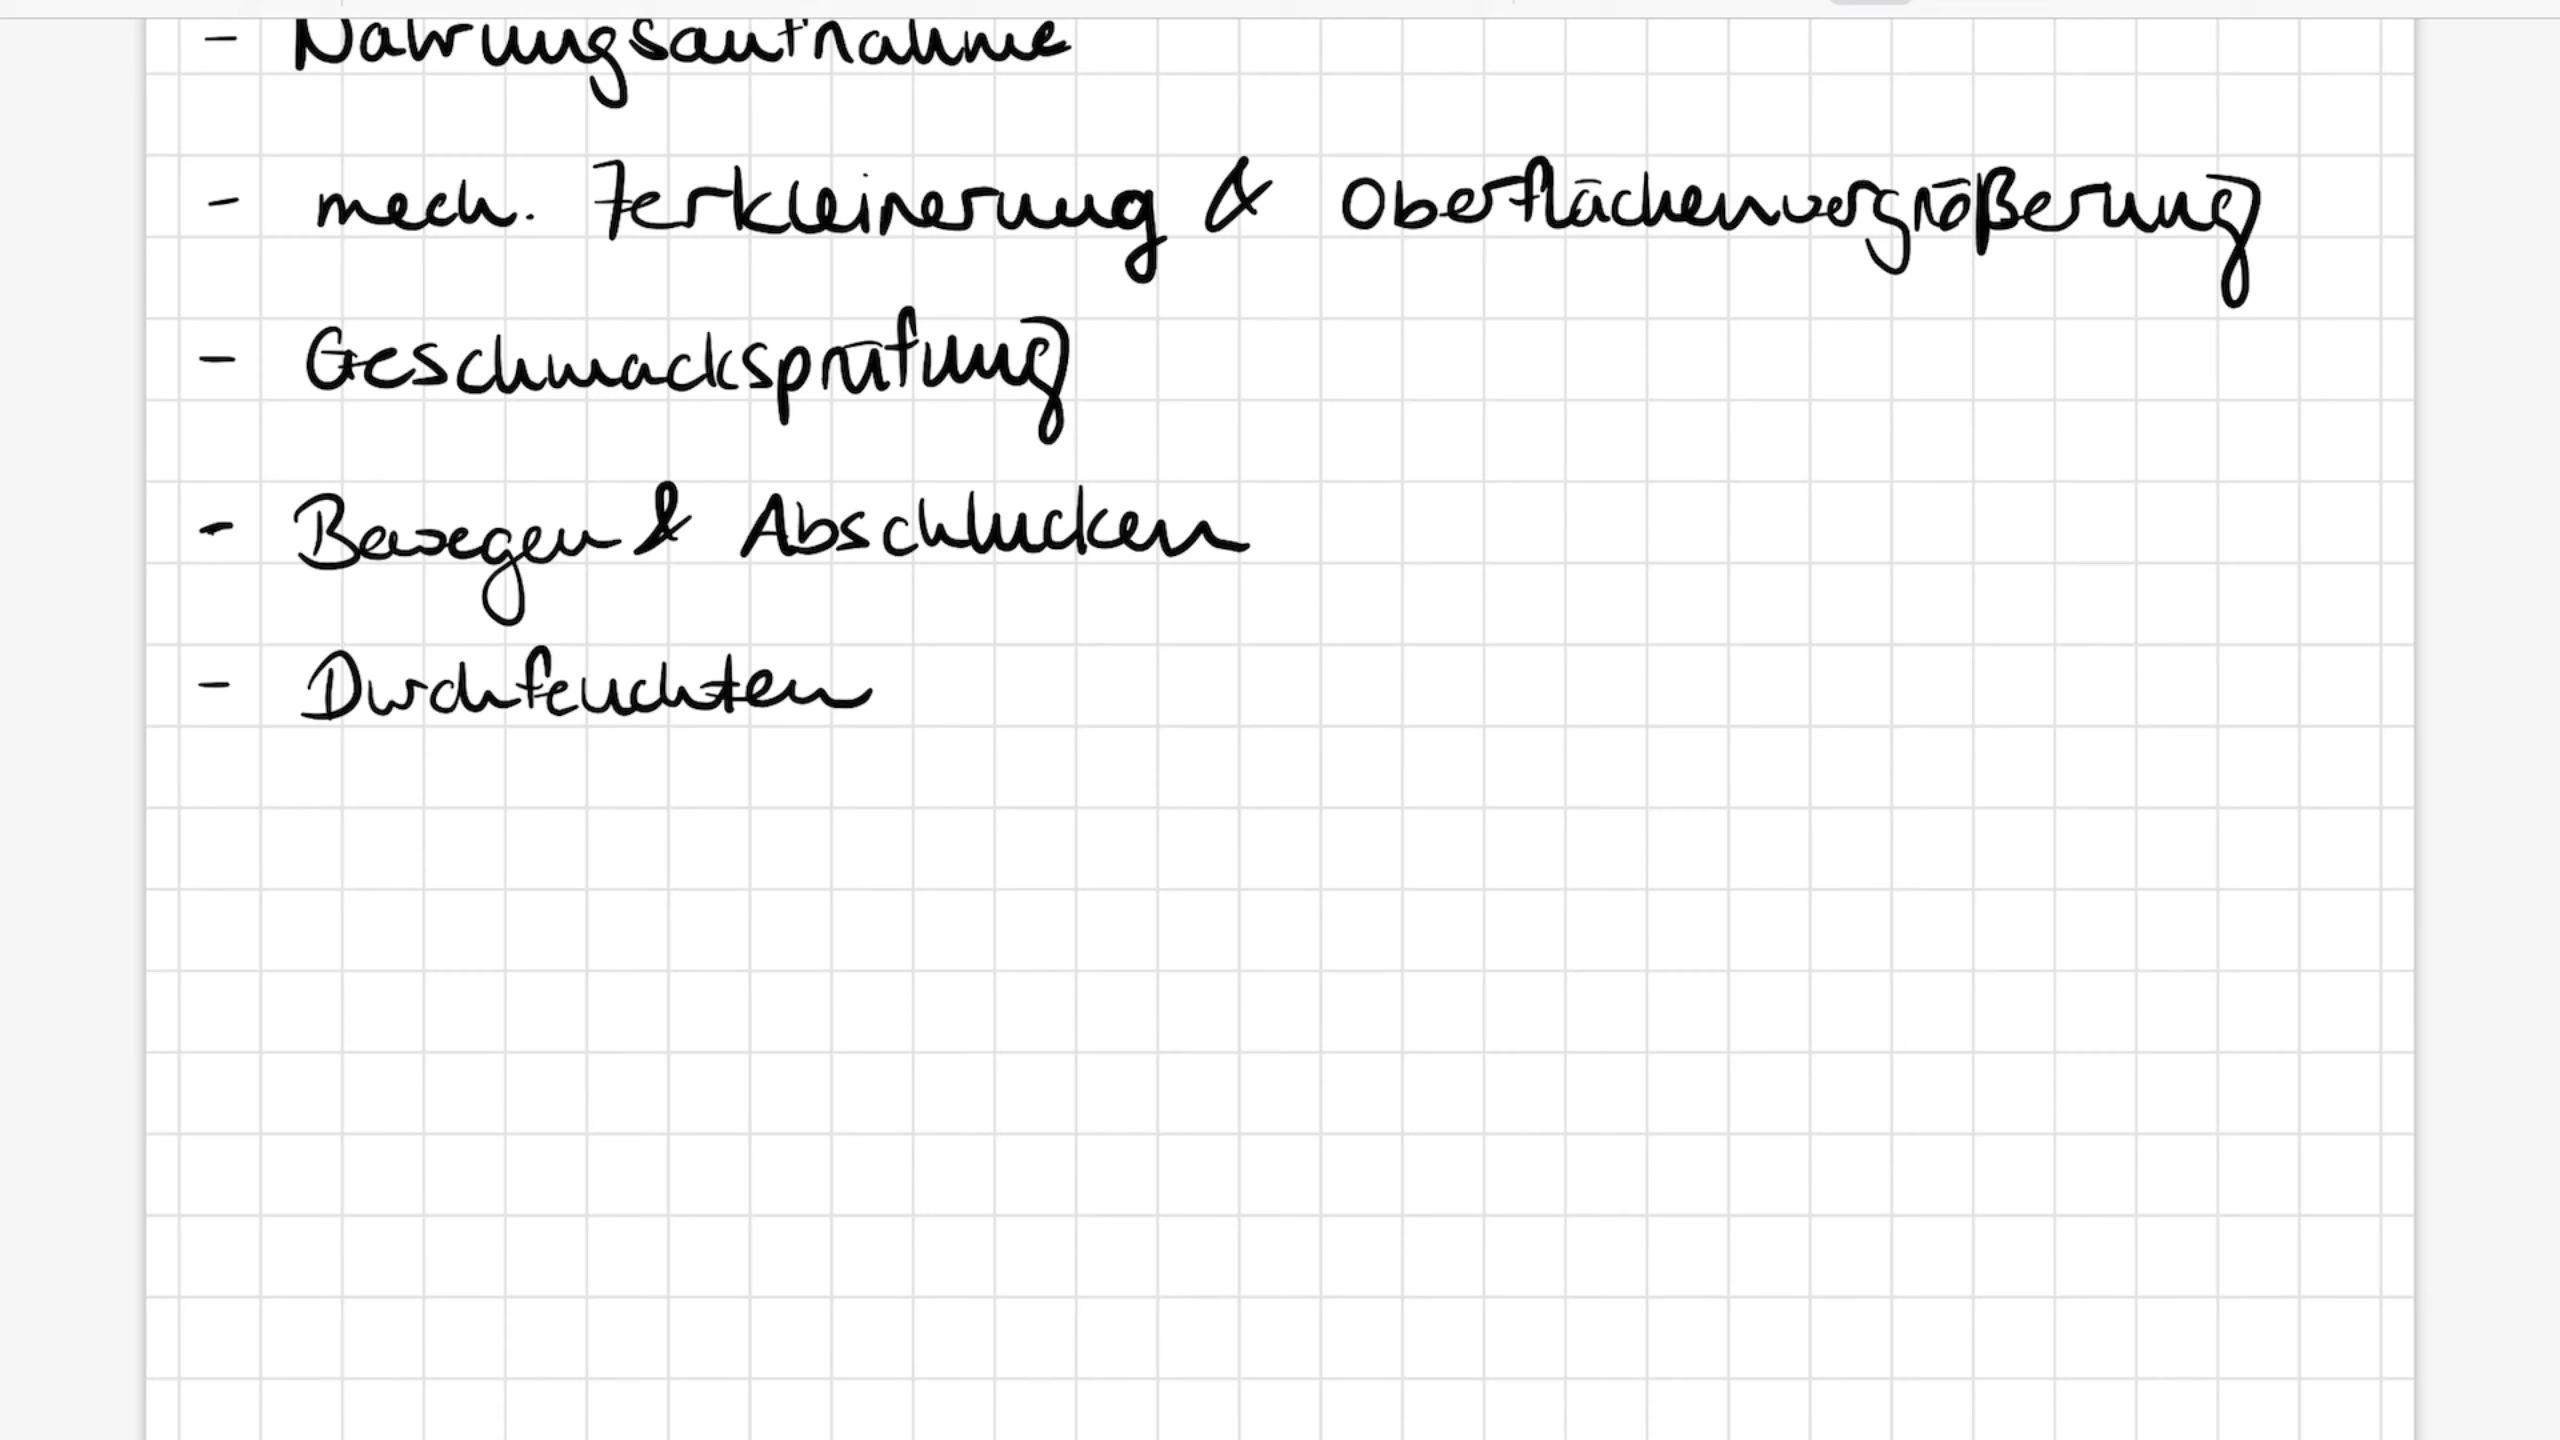 - Nahrungsaufnahme
- mech. Zerkleinerung & Oberflächenvergrößerung
- Geschmacksprüfung
- Bewegen & Abschlucken
- Durchfeuchten